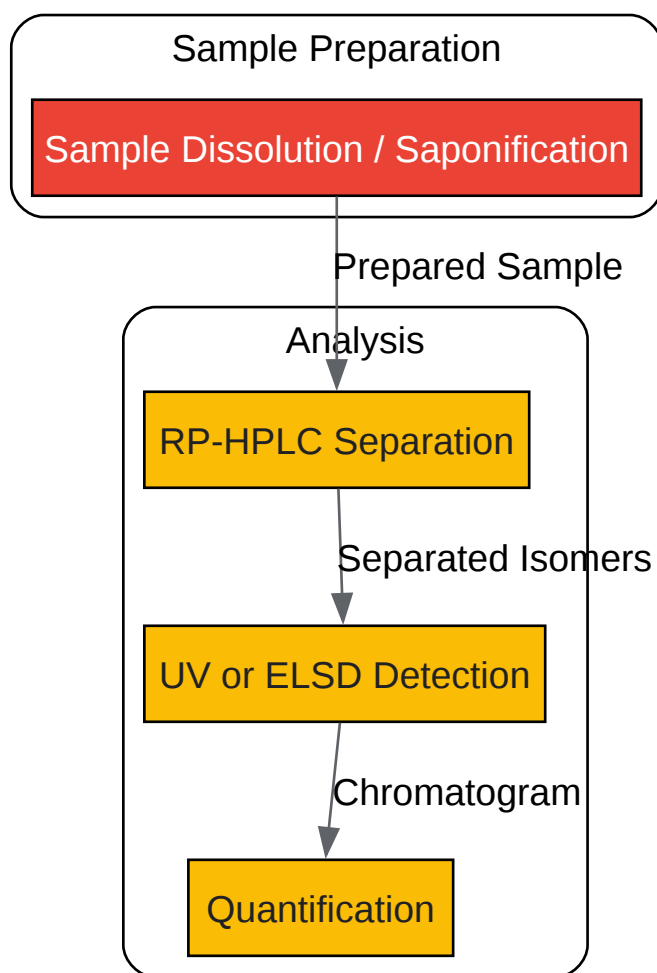 Sample Preparation
Sample Dissolution / Saponification
Prepared Sample
Analysis
RP-HPLC Separation
Separated Isomers
UV or ELSD Detection
Chromatogram
Quantification